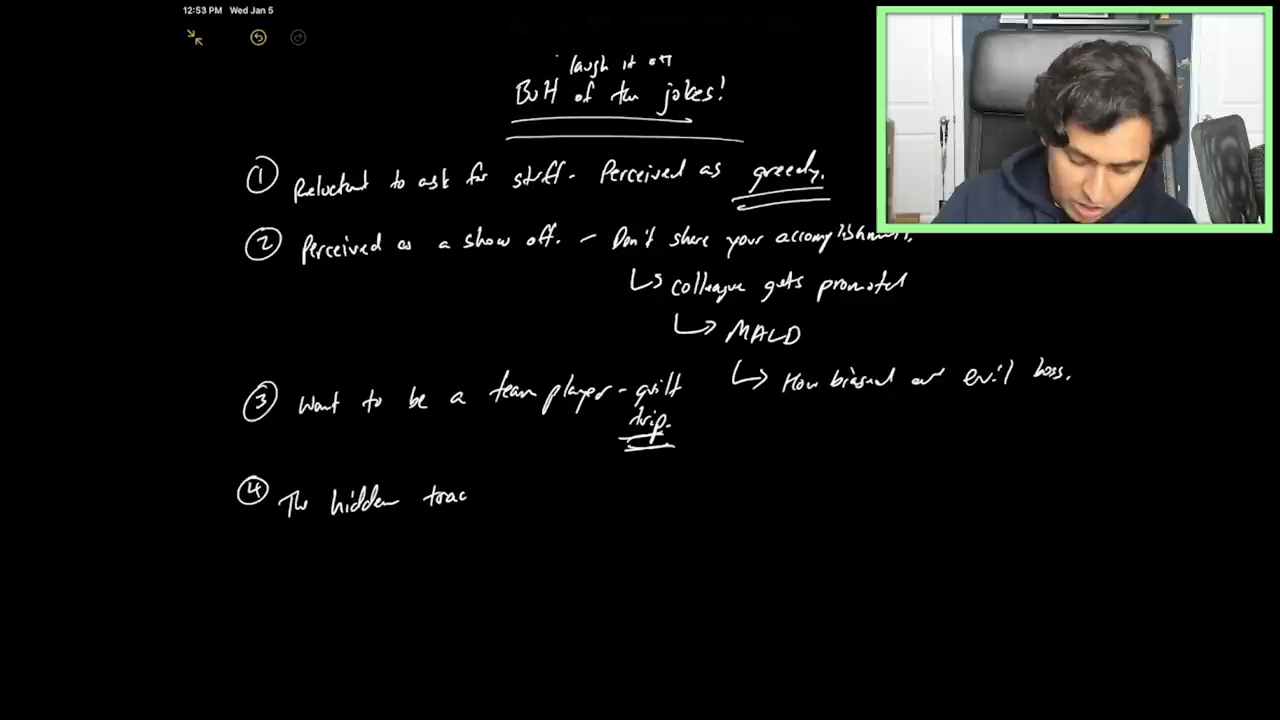 12:53 PM Wed Jan 5
laugh it off
Butt of the jokes!
① Reluctant to ask for stuff - Perceived as greedy.
② Perceived as a show off. - Don't share your accomplishments.
↳ colleague gets promoted
↳ MALD
↳ How biased our evil boss.
③ Want to be a team player - guilt
trip.
④ The hidden trac